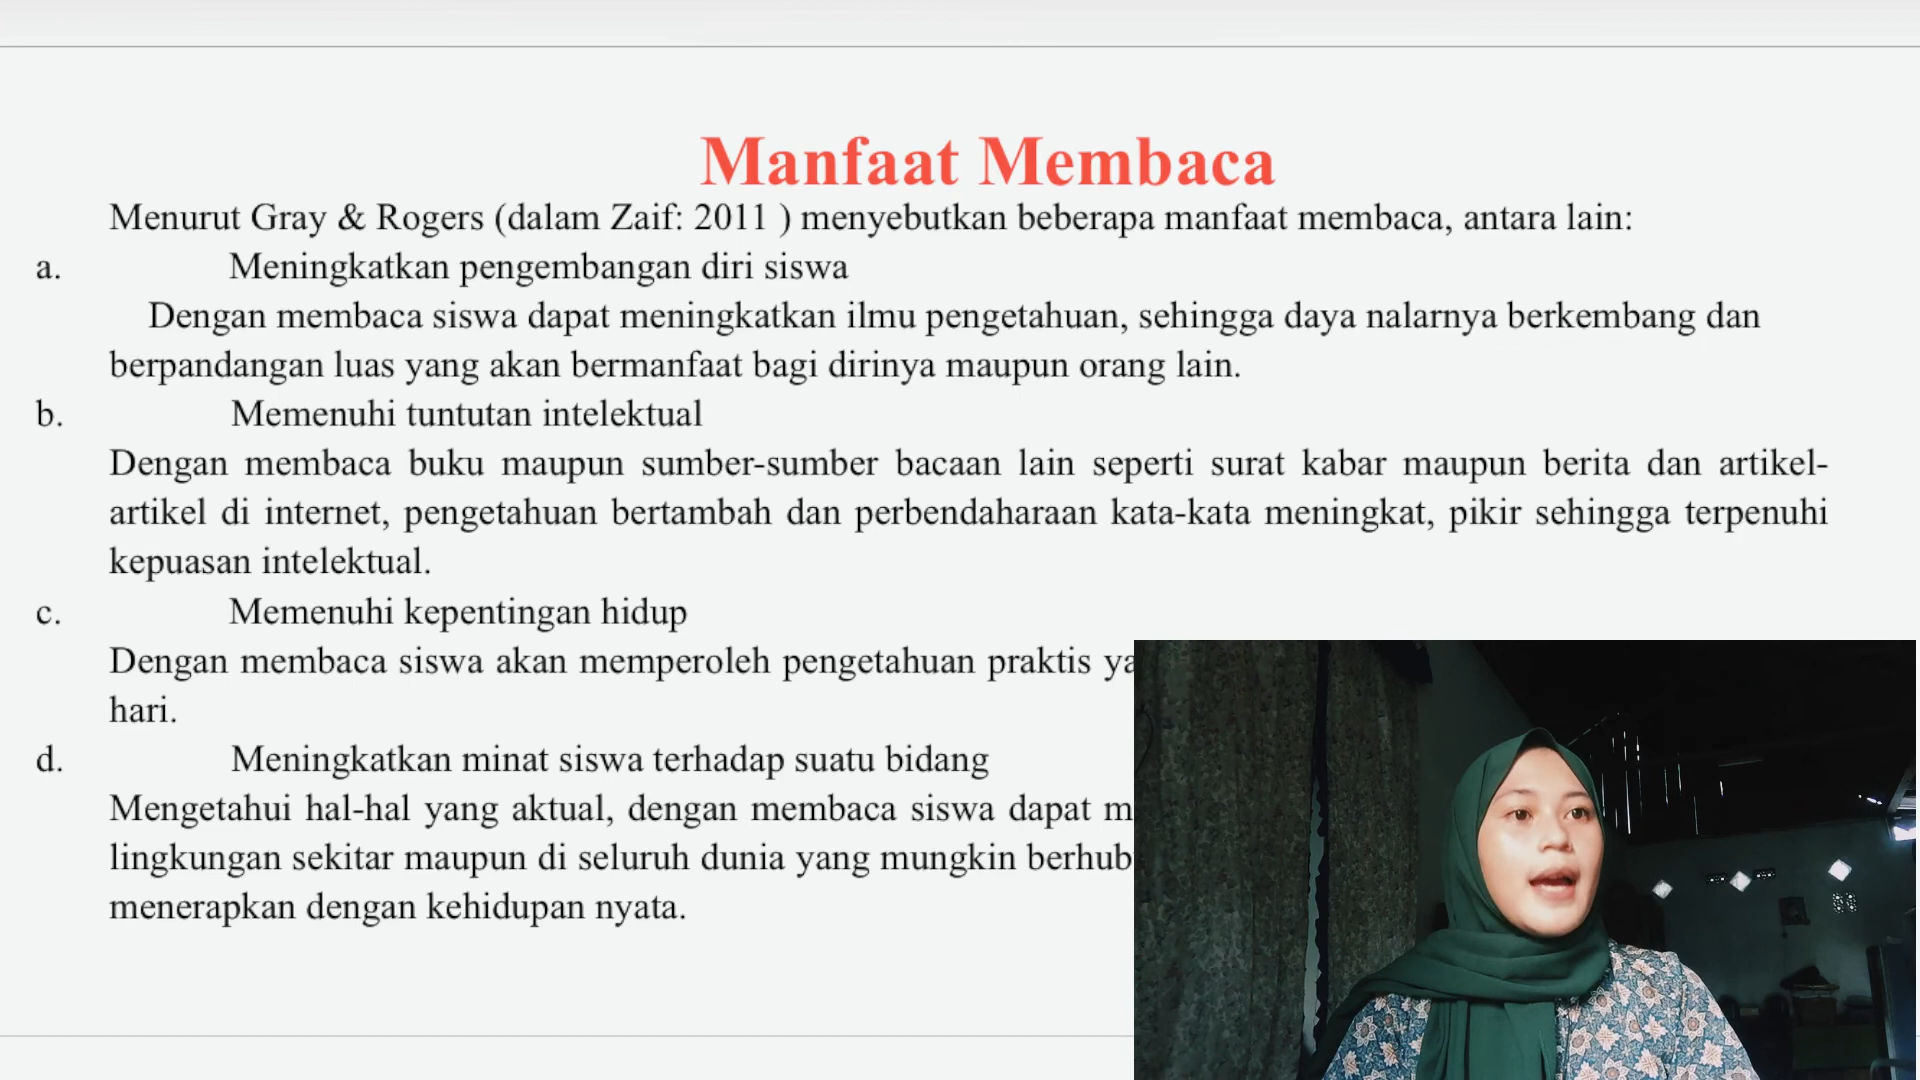 Manfaat Membaca
Menurut Gray & Rogers (dalam Zaif: 2011 ) menyebutkan beberapa manfaat membaca, antara lain:
a. Meningkatkan pengembangan diri siswa
Dengan membaca siswa dapat meningkatkan ilmu pengetahuan, sehingga daya nalarnya berkembang dan
berpandangan luas yang akan bermanfaat bagi dirinya maupun orang lain.
b. Memenuhi tuntutan intelektual
Dengan membaca buku maupun sumber-sumber bacaan lain seperti surat kabar maupun berita dan artikel-
artikel di internet, pengetahuan bertambah dan perbendaharaan kata-kata meningkat, pikir sehingga terpenuhi
kepuasan intelektual.
c. Memenuhi kepentingan hidup
Dengan membaca siswa akan memperoleh pengetahuan praktis
hari.
d. Meningkatkan minat siswa terhadap suatu bidang
Mengetahui hal-hal yang aktual, dengan membaca siswa dapat
lingkungan sekitar maupun di seluruh dunia yang mungkin
menerapkan dengan kehidupan nyata.